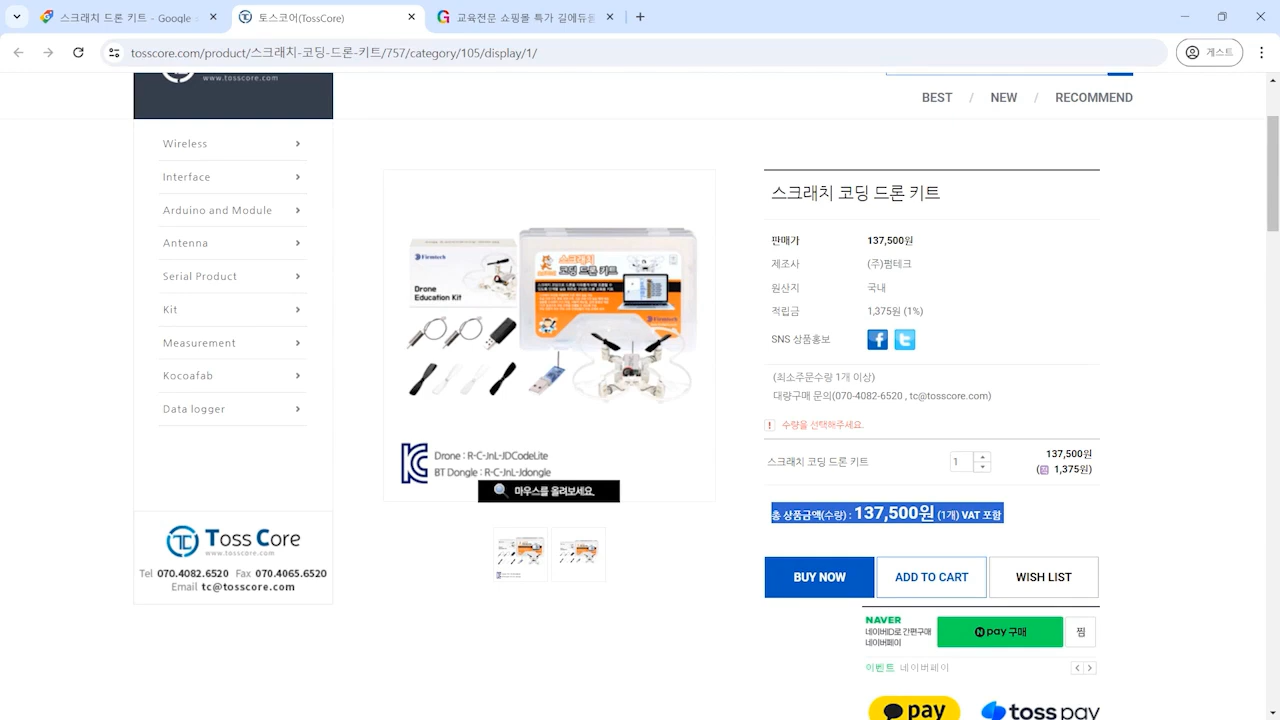 스크래치 드론 키트 - Google
토스코어(TossCore)
교육전문 쇼핑몰 특가 길에듀
tosscore.com/product/스크래치-코딩-드론-키트/757/category/105/display/1/
게스트
www.tosscore.com
BEST / NEW / RECOMMEND
Wireless
Interface
Arduino and Module
Antenna
Serial Product
Kit
Measurement
Kocoafab
Data logger
Toss Core
www.tosscore.com
Tel 070.4082.6520 Fax 070.4065.6520
Email tc@tosscore.com
Firmtech
Drone
Education Kit
스크래치
코딩 드론 키트
Firmtech
Drone : R-C-JnL-JDCodeLite
BT Dongle : R-C-JnL-Jdongle
마우스를 올려보세요.
스크래치 코딩 드론 키트
판매가 137,500원
제조사 (주)펌테크
원산지 국내
적립금 1,375원 (1%)
SNS 상품홍보
(최소주문수량 1개 이상)
대량구매 문의(070-4082-6520 , tc@tosscore.com)
수량을 선택해주세요.
스크래치 코딩 드론 키트 1 137,500원
( 1,375원)
총 상품금액(수량) : 137,500원 (1개) VAT 포함
BUY NOW
ADD TO CART
WISH LIST
NAVER
네이버ID로 간편구매
네이버페이
N pay 구매
찜
이벤트 네이버페이
pay
toss pay